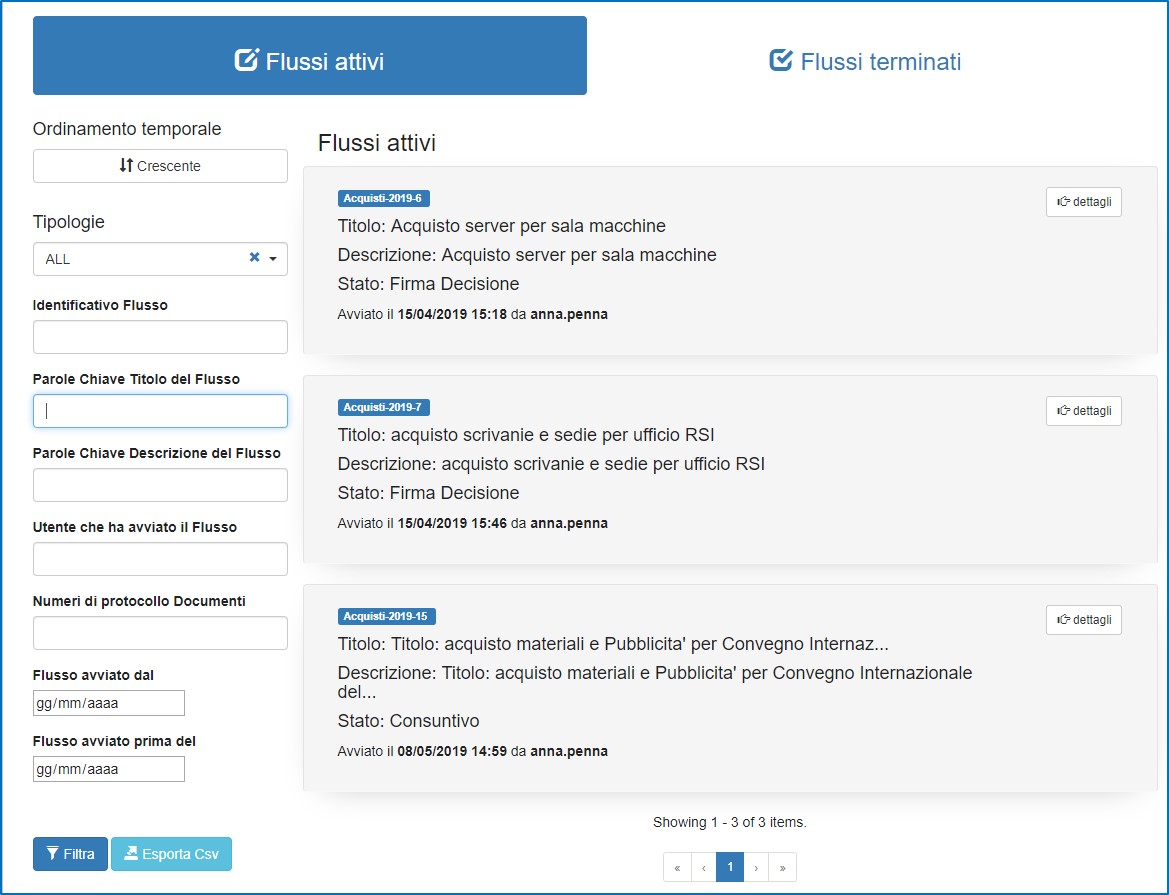 Flussi attivi
Flussi terminati
Ordinamento temporale
Crescente
Tipologie
ALL
Identificativo Flusso
Parole Chiave Titolo del Flusso
Parole Chiave Descrizione del Flusso
Utente che ha avviato il Flusso
Numeri di protocollo Documenti
Flusso avviato dal
gg/mm/aaaa
Flusso avviato prima del
gg/mm/aaaa
Filtra
Esporta Csv
Flussi attivi
Acquisti-2019-6
dettagli
Titolo: Acquisto server per sala macchine
Descrizione: Acquisto server per sala macchine
Stato: Firma Decisione
Avviato il 15/04/2019 15:18 da anna.penna
Acquisti-2019-7
dettagli
Titolo: acquisto scrivanie e sedie per ufficio RSI
Descrizione: acquisto scrivanie e sedie per ufficio RSI
Stato: Firma Decisione
Avviato il 15/04/2019 15:46 da anna.penna
Acquisti-2019-15
dettagli
Titolo: Titolo: acquisto materiali e Pubblicita' per Convegno Internaz...
Descrizione: Titolo: acquisto materiali e Pubblicita' per Convegno Internazionale
del...
Stato: Consuntivo
Avviato il 08/05/2019 14:59 da anna.penna
Showing 1 - 3 of 3 items.
« ‹ 1 › »